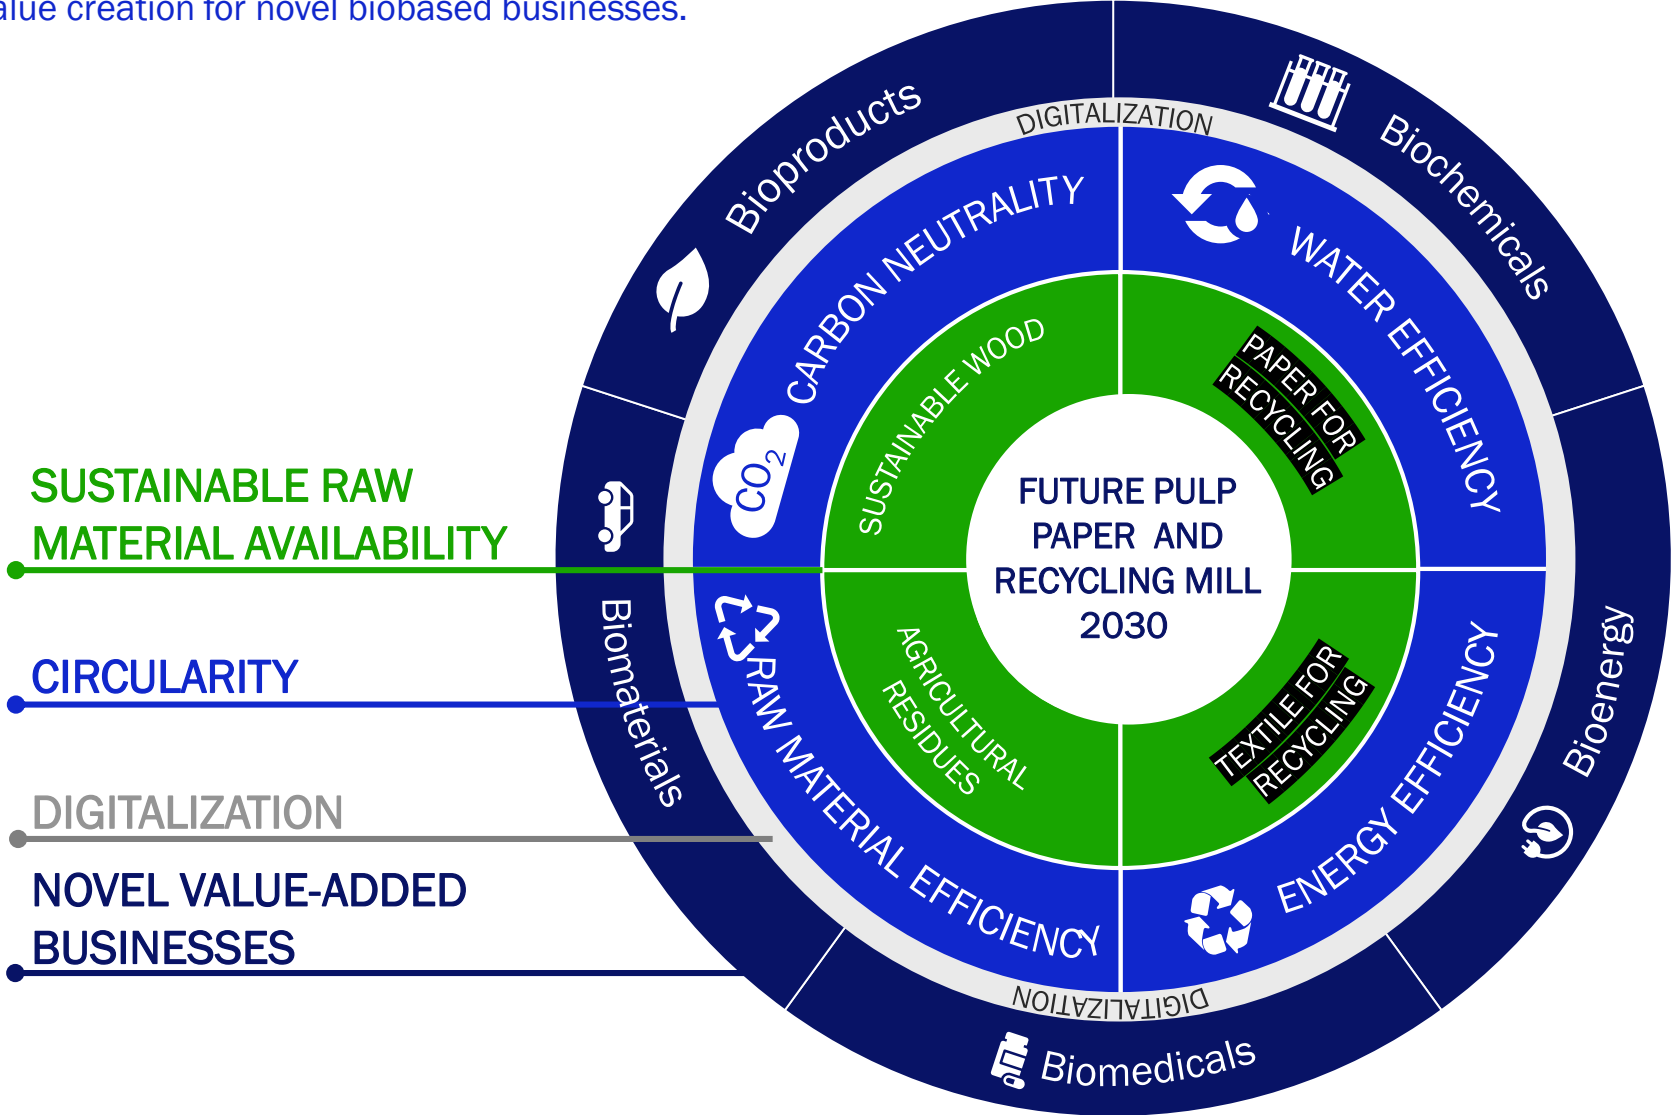 alue creation for novel biobased businesses.
SUSTAINABLE RAW
MATERIAL AVAILABILITY
CIRCULARITY
DIGITALIZATION
NOVEL VALUE-ADDED
BUSINESSES
Bioproducts
Biochemicals
Bioenergy
Biomedicals
Biomaterials
DIGITALIZATION
DIGITALIZATION
CARBON NEUTRALITY
CO2
WATER EFFICIENCY
ENERGY EFFICIENCY
RAW MATERIAL EFFICIENCY
SUSTAINABLE WOOD
PAPER FOR
RECYCLING
TEXTILE FOR
RECYCLING
AGRICULTURAL
RESIDUES
FUTURE PULP
PAPER AND
RECYCLING MILL
2030